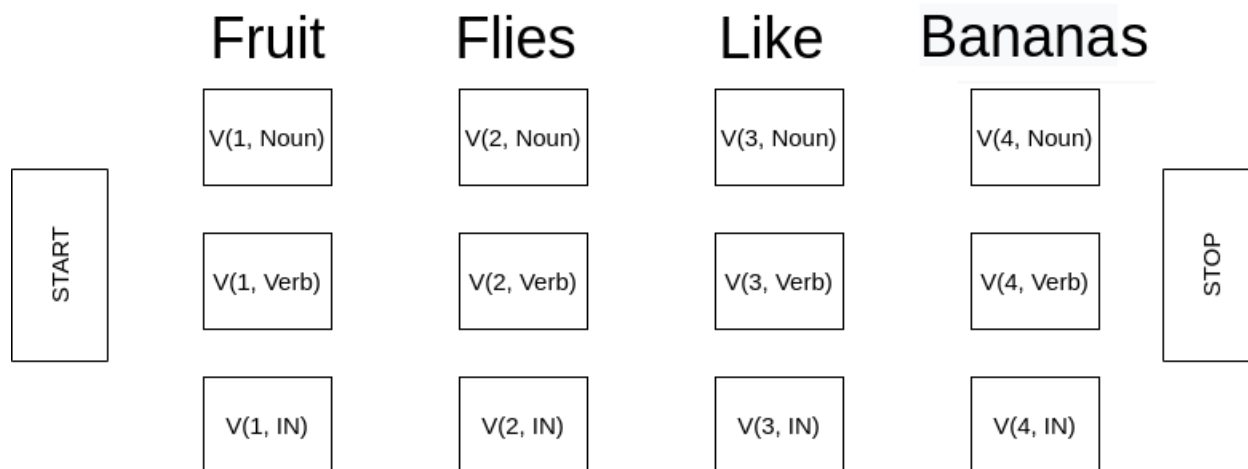 Fruit Flies Like Bananas
V(1, Noun) V(2, Noun) V(3, Noun) V(4, Noun)
START
V(1, Verb) V(2, Verb) V(3, Verb) V(4, Verb)
STOP
V(1, IN) V(2, IN) V(3, IN) V(4, IN)